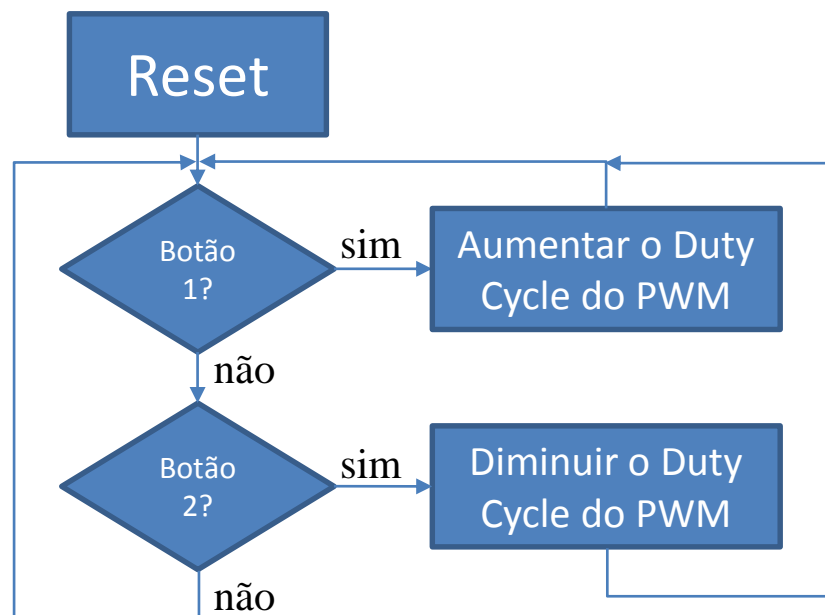 Reset
Botão
1?
sim
Aumentar o Duty
Cycle do PWM
não
Botão
2?
sim
Diminuir o Duty
Cycle do PWM
não